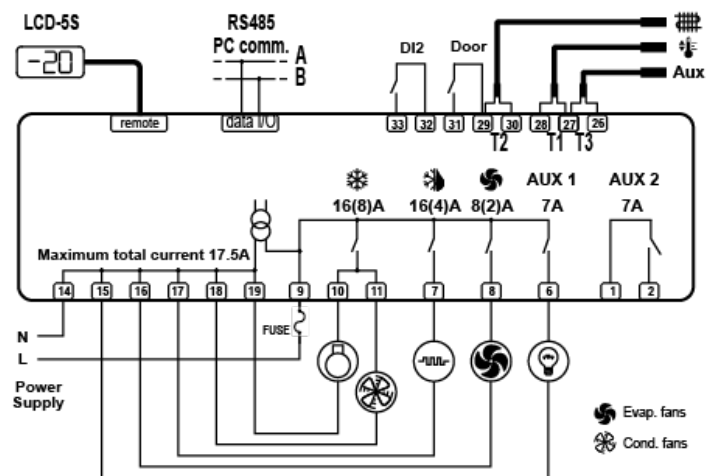 LCD-5S
RS485
PC comm.
A
B
DI2
Door
Aux
-20
remote
data I/O
33 32 31 29 30 28 27 26
T2 T1 T3
AUX 1
AUX 2
16(8)A 16(4)A 8(2)A 7A 7A
Maximum total current 17.5A
14 15 16 17 18 19 9 10 11 7 8 6 1 2
N
FUSE
L
Power
Supply
Evap. fans
Cond. fans